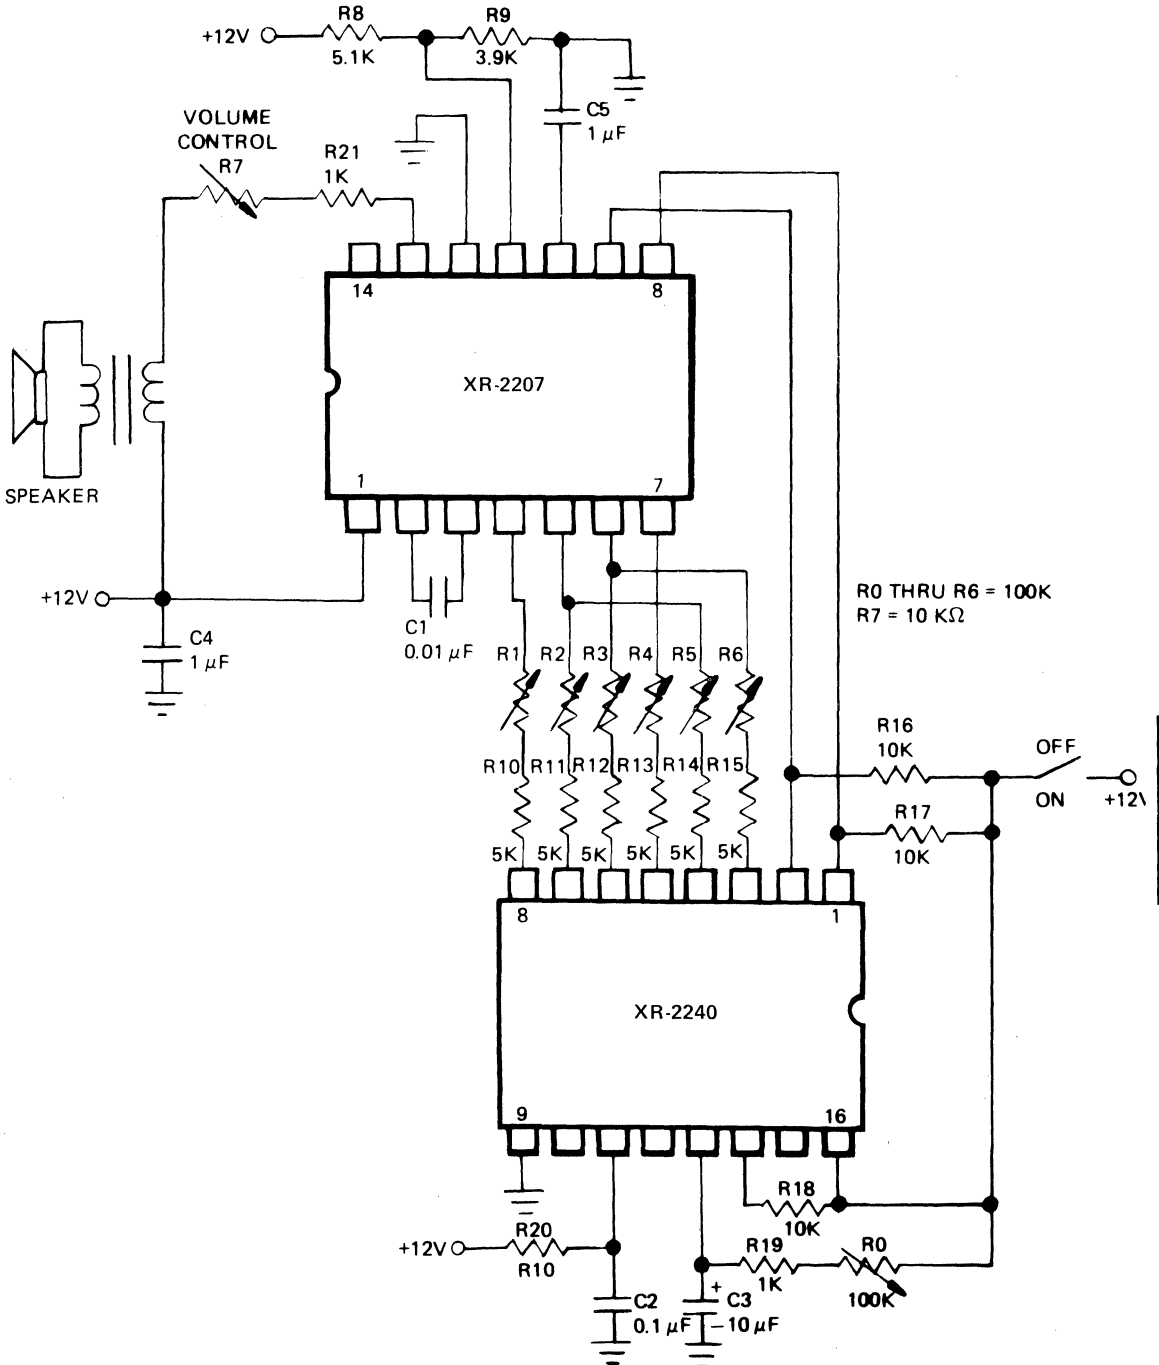 R8
R9
+12V
5.1K
3.9K
C5
1 µF
VOLUME
CONTROL
R7
R21
1K
14
8
XR-2207
1
7
SPEAKER
+12V
C4
1 µF
C1
0.01 µF
R0 THRU R6 = 100K
R7 = 10 KΩ
R1 R2 R3 R4 R5 R6
R10 R11 R12 R13 R14 R15
5K 5K 5K 5K 5K 5K
R16
10K
OFF
ON
+12\
R17
10K
8
1
XR-2240
9
16
R18
10K
R20
+12V
R10
R19
1K
R0
100K
C2
0.1 µF
+
C3
10 µF